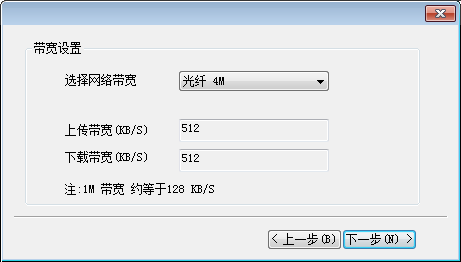 带宽设置
选择网络带宽 光纤 4M
上传带宽(KB/S) 512
下载带宽(KB/S) 512
注:1M 带宽 约等于128 KB/S
< 上一步(B) 下一步(N) >